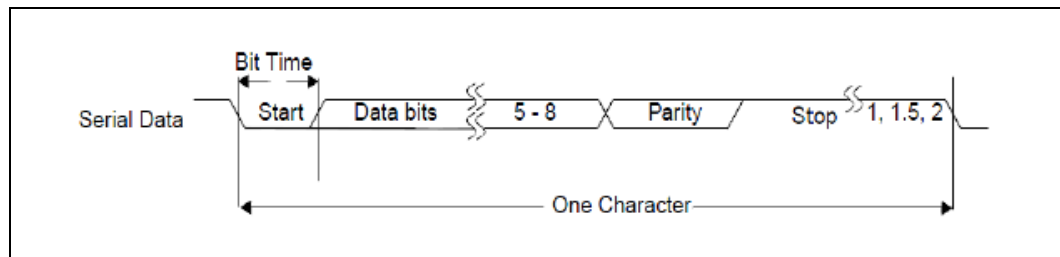 Bit Time
Serial Data Start Data bits 5 - 8 Parity Stop 1, 1.5, 2
One Character